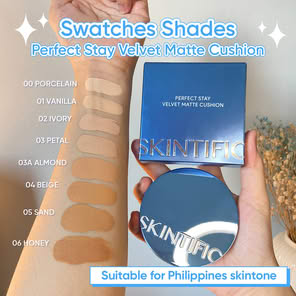 Swatches Shades
Perfect Stay Velvet Matte Cushion
00 PORCELAIN
01 VANILLA
02 IVORY
03 PETAL
03A ALMOND
04 BEIGE
05 SAND
06 HONEY
PERFECT STAY
VELVET MATTE CUSHION
SKINTIFIC
SKINTIFIC
Suitable for Philippines skintone